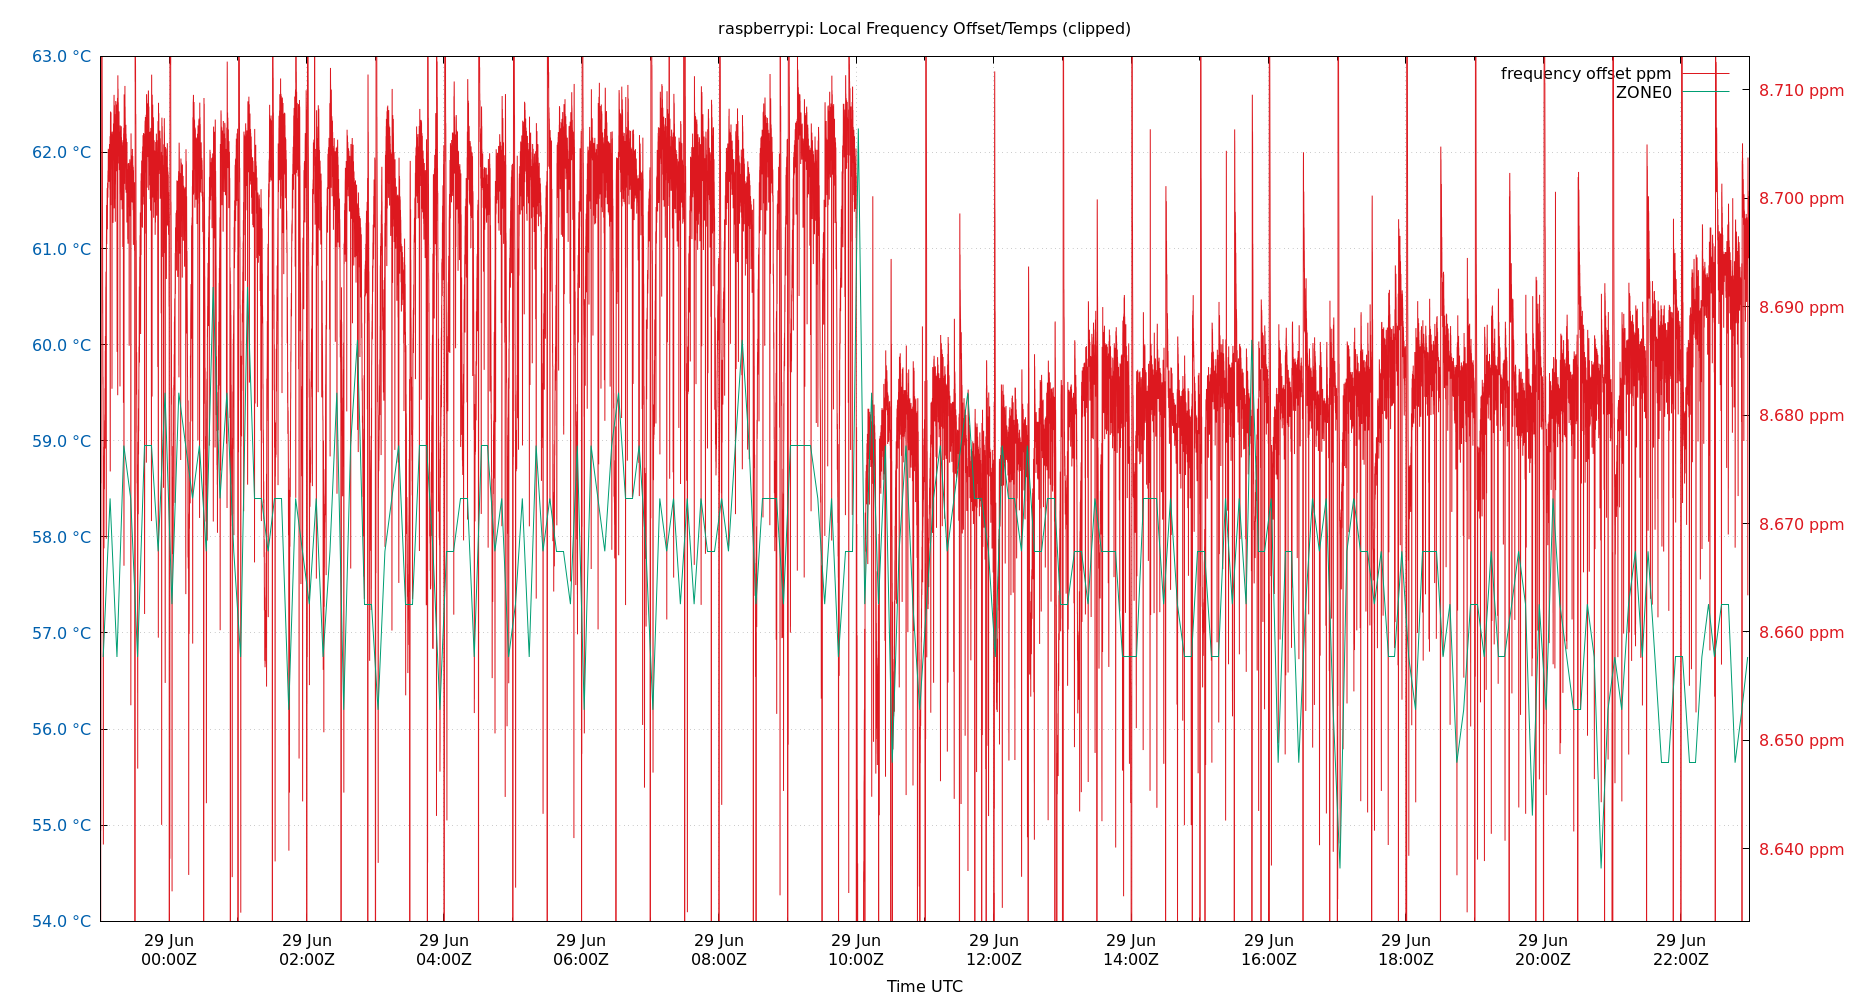 raspberrypi: Local Frequency Offset/Temps (clipped)
63.0 °C
62.0 °C
61.0 °C
60.0 °C
59.0 °C
58.0 °C
57.0 °C
56.0 °C
55.0 °C
54.0 °C
frequency offset ppm
ZONE0
8.710 ppm
8.700 ppm
8.690 ppm
8.680 ppm
8.670 ppm
8.660 ppm
8.650 ppm
8.640 ppm
29 Jun 29 Jun 29 Jun 29 Jun 29 Jun 29 Jun 29 Jun 29 Jun 29 Jun 29 Jun 29 Jun 29 Jun
00:00Z 02:00Z 04:00Z 06:00Z 08:00Z 10:00Z 12:00Z 14:00Z 16:00Z 18:00Z 20:00Z 22:00Z
Time UTC